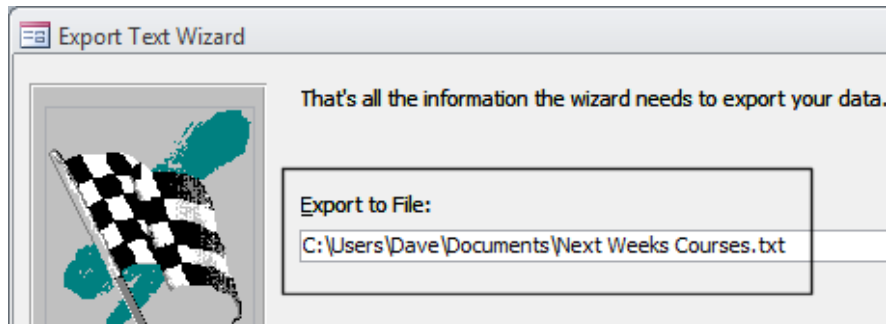 Export Text Wizard
That's all the information the wizard needs to export your data.
Export to File:
C:\Users\Dave\Documents\Next Weeks Courses.txt